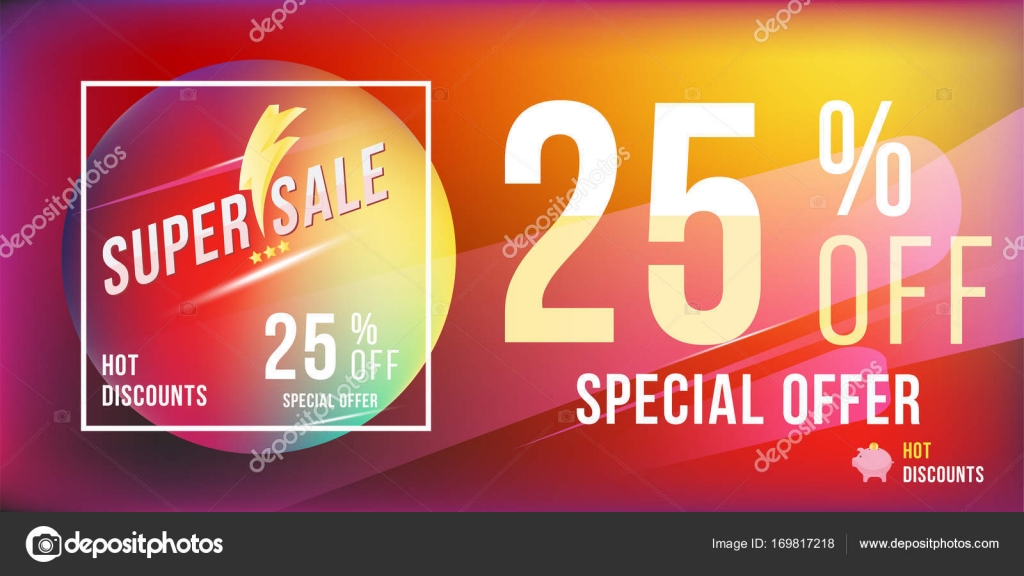 SUPER SALE
25 % OFF
SPECIAL OFFER
HOT
DISCOUNTS
25 %
OFF
SPECIAL OFFER
HOT
DISCOUNTS
depositphotos
Image ID: 169817218 www.depositphotos.com